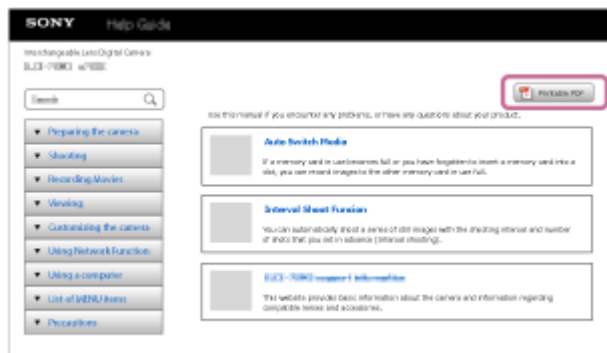 SONY Help Guide
Interchangeable Lens Digital Camera
Search
Printable PDF
Use this manual if you encounter any problems, or have any questions about your product.
Preparing the camera
Shooting
Recording Movies
Viewing
Customizing the camera
Using Network Function
Using a computer
List of MENU items
Precautions
Auto Switch Media
If a memory card in use becomes full or you have forgotten to insert a memory card into a
slot, you can record images to the other memory card in use full.
Interval Shoot Funsion
You can automatically shoot a series of still images with the shooting interval and number
of shots that you set in advance (interval shooting).
support information
This website provides basic information about the camera and information regarding
compatible lenses and accessories.